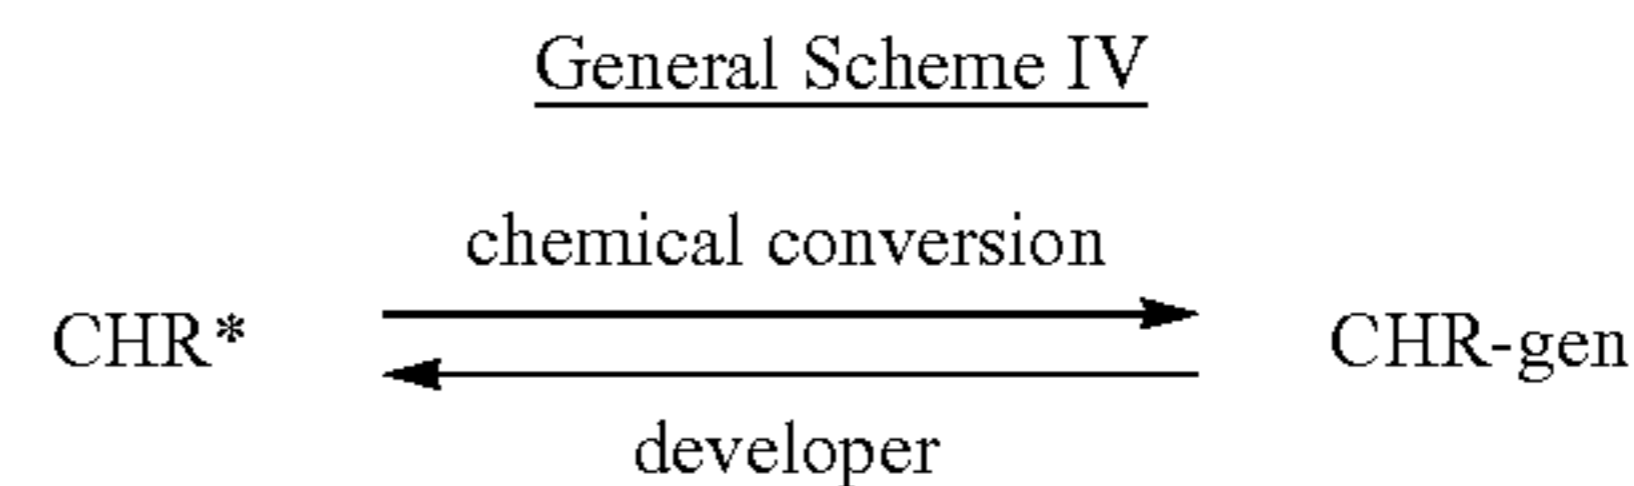 General Scheme IV
chemical conversion
CHR* CHR-gen
developer